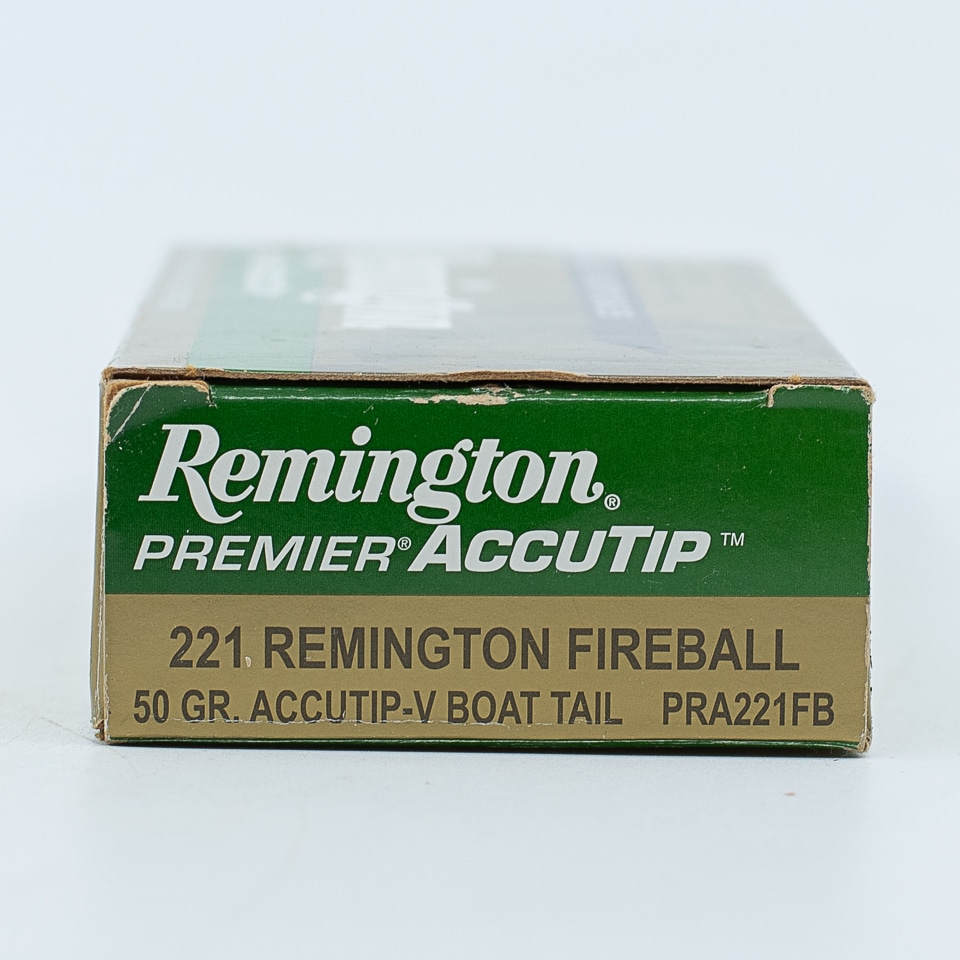 Remington®
PREMIER® ACCUTIP™
221 REMINGTON FIREBALL
50 GR. ACCUTIP-V BOAT TAIL PRA221FB